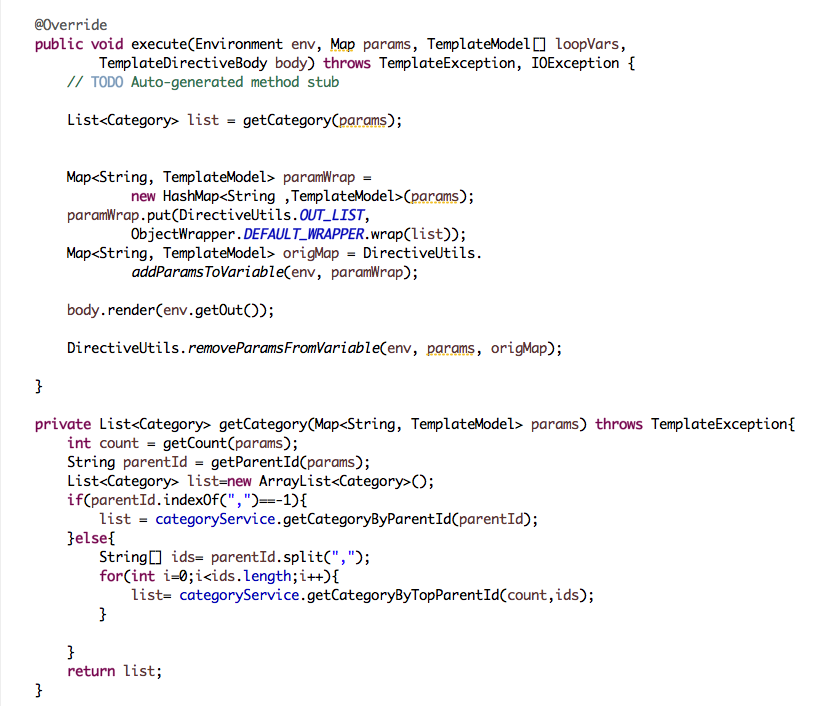 @Override
public void execute(Environment env, Map params, TemplateModel[] loopVars,
        TemplateDirectiveBody body) throws TemplateException, IOException {
    // TODO Auto-generated method stub
    List<Category> list = getCategory(params);
    Map<String, TemplateModel> paramWrap =
            new HashMap<String ,TemplateModel>(params);
    paramWrap.put(DirectiveUtils.OUT_LIST,
            ObjectWrapper.DEFAULT_WRAPPER.wrap(list));
    Map<String, TemplateModel> origMap = DirectiveUtils.
            addParamsToVariable(env, paramWrap);
    body.render(env.getOut());
    DirectiveUtils.removeParamsFromVariable(env, params, origMap);
}
private List<Category> getCategory(Map<String, TemplateModel> params) throws TemplateException{
    int count = getCount(params);
    String parentId = getParentId(params);
    List<Category> list=new ArrayList<Category>();
    if(parentId.indexOf(",")==-1){
        list = categoryService.getCategoryByParentId(parentId);
    }else{
        String[] ids= parentId.split(",");
        for(int i=0;i<ids.length;i++){
            list= categoryService.getCategoryByTopParentId(count,ids);
        }
    }
    return list;
}